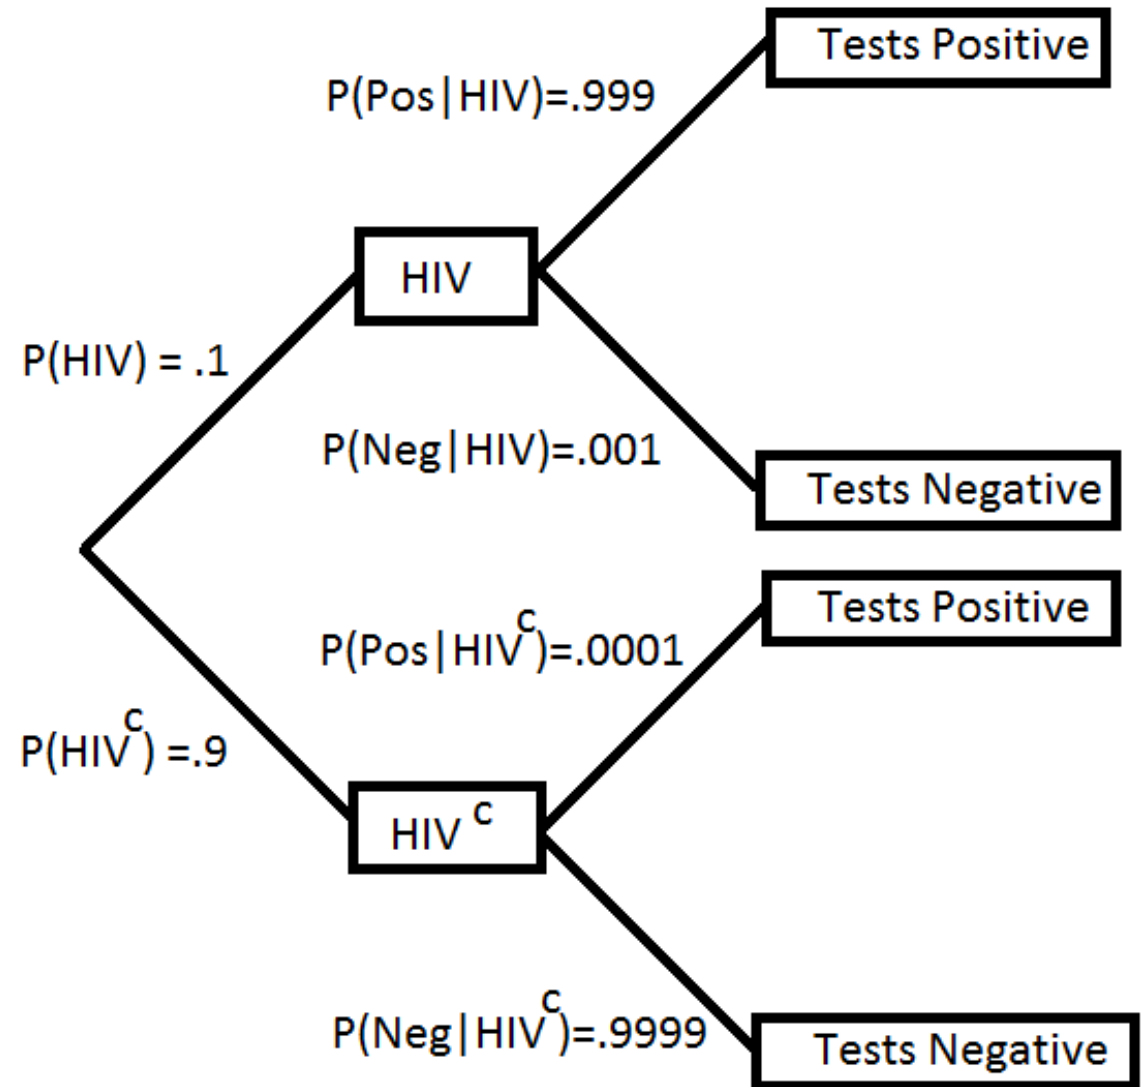 Tests Positive
P(Pos|HIV)=.999
HIV
P(HIV) = .1
P(Neg|HIV)=.001
Tests Negative
Tests Positive
P(Pos|HIVᶜ)=.0001
P(HIVᶜ) =.9
HIV ᶜ
P(Neg|HIVᶜ)=.9999
Tests Negative